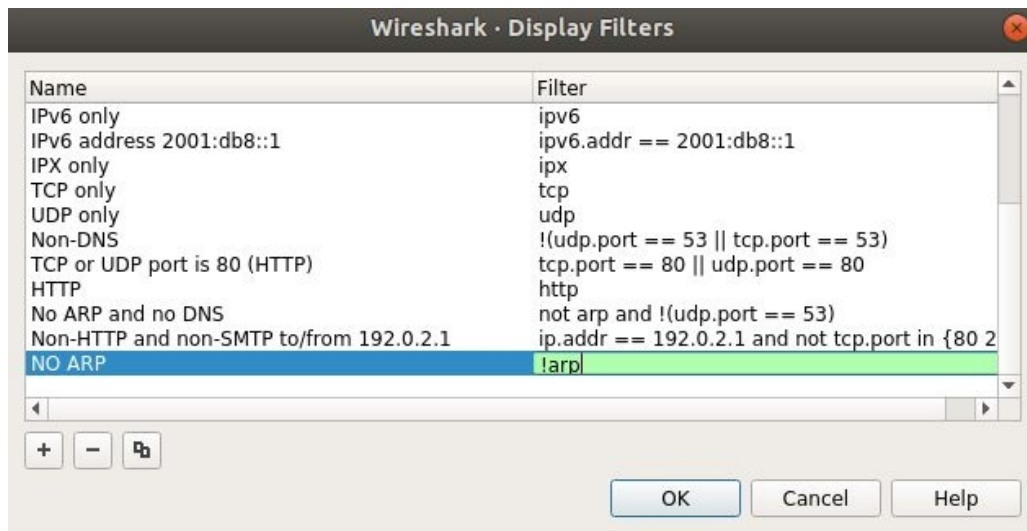 Wireshark · Display Filters
Name Filter
IPv6 only ipv6
IPv6 address 2001:db8::1 ipv6.addr == 2001:db8::1
IPX only ipx
TCP only tcp
UDP only udp
Non-DNS !(udp.port == 53 || tcp.port == 53)
TCP or UDP port is 80 (HTTP) tcp.port == 80 || udp.port == 80
HTTP http
No ARP and no DNS not arp and !(udp.port == 53)
Non-HTTP and non-SMTP to/from 192.0.2.1 ip.addr == 192.0.2.1 and not tcp.port in {80 2
NO ARP !arp
OK Cancel Help